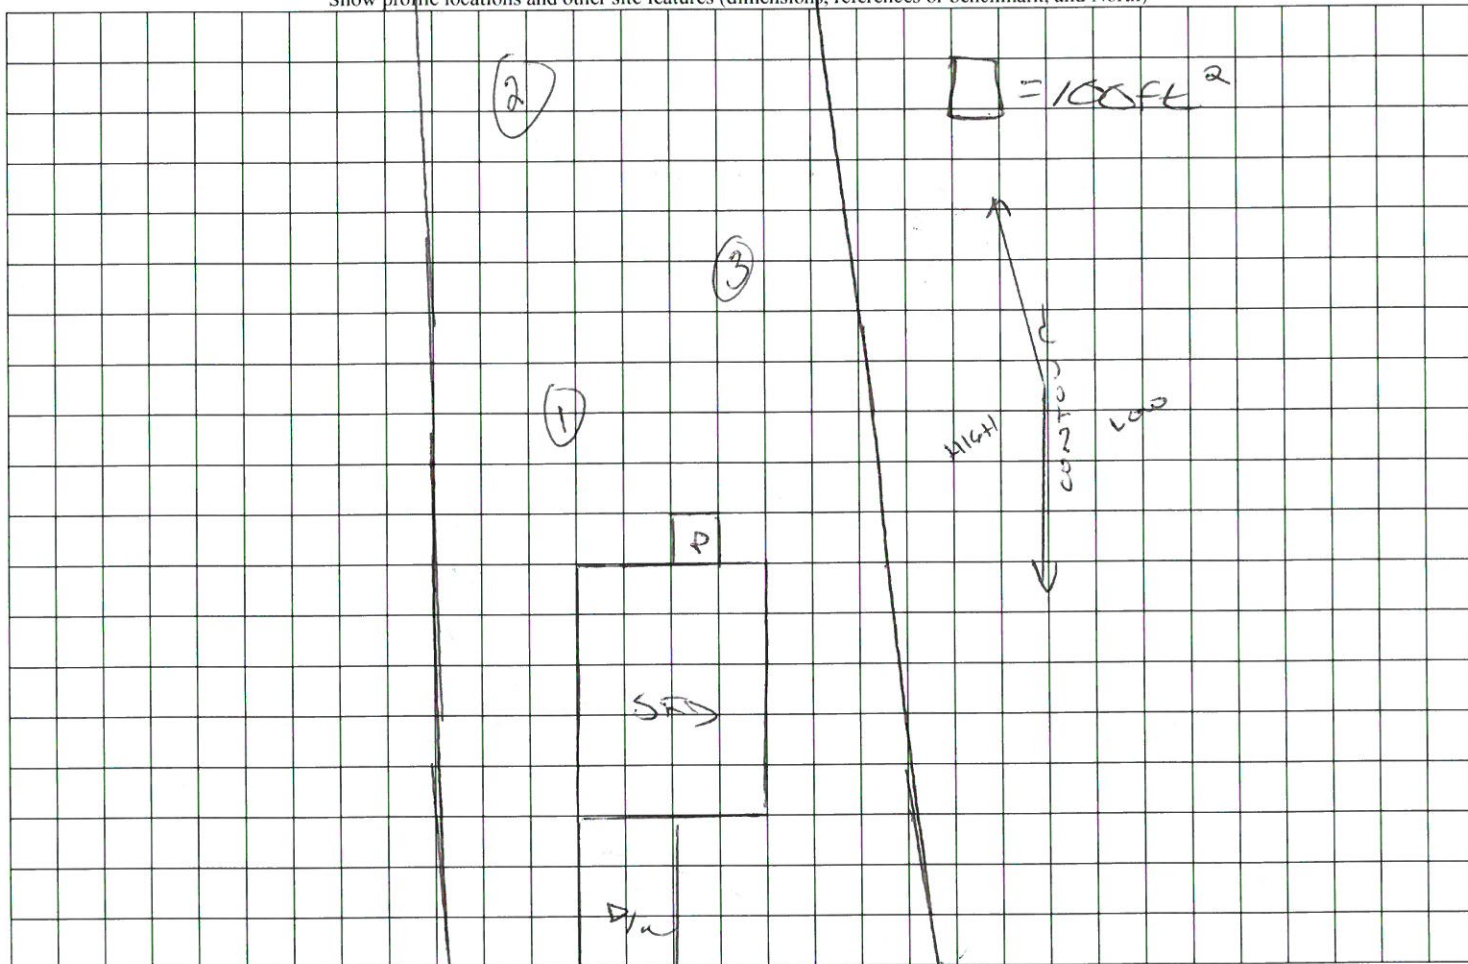 Show profile locations and other site features (dimensions, references or benchmark, and North)
②
= 100ft²
③
①
HIGH
CONTOUR
LOW
P
SFD
D/w